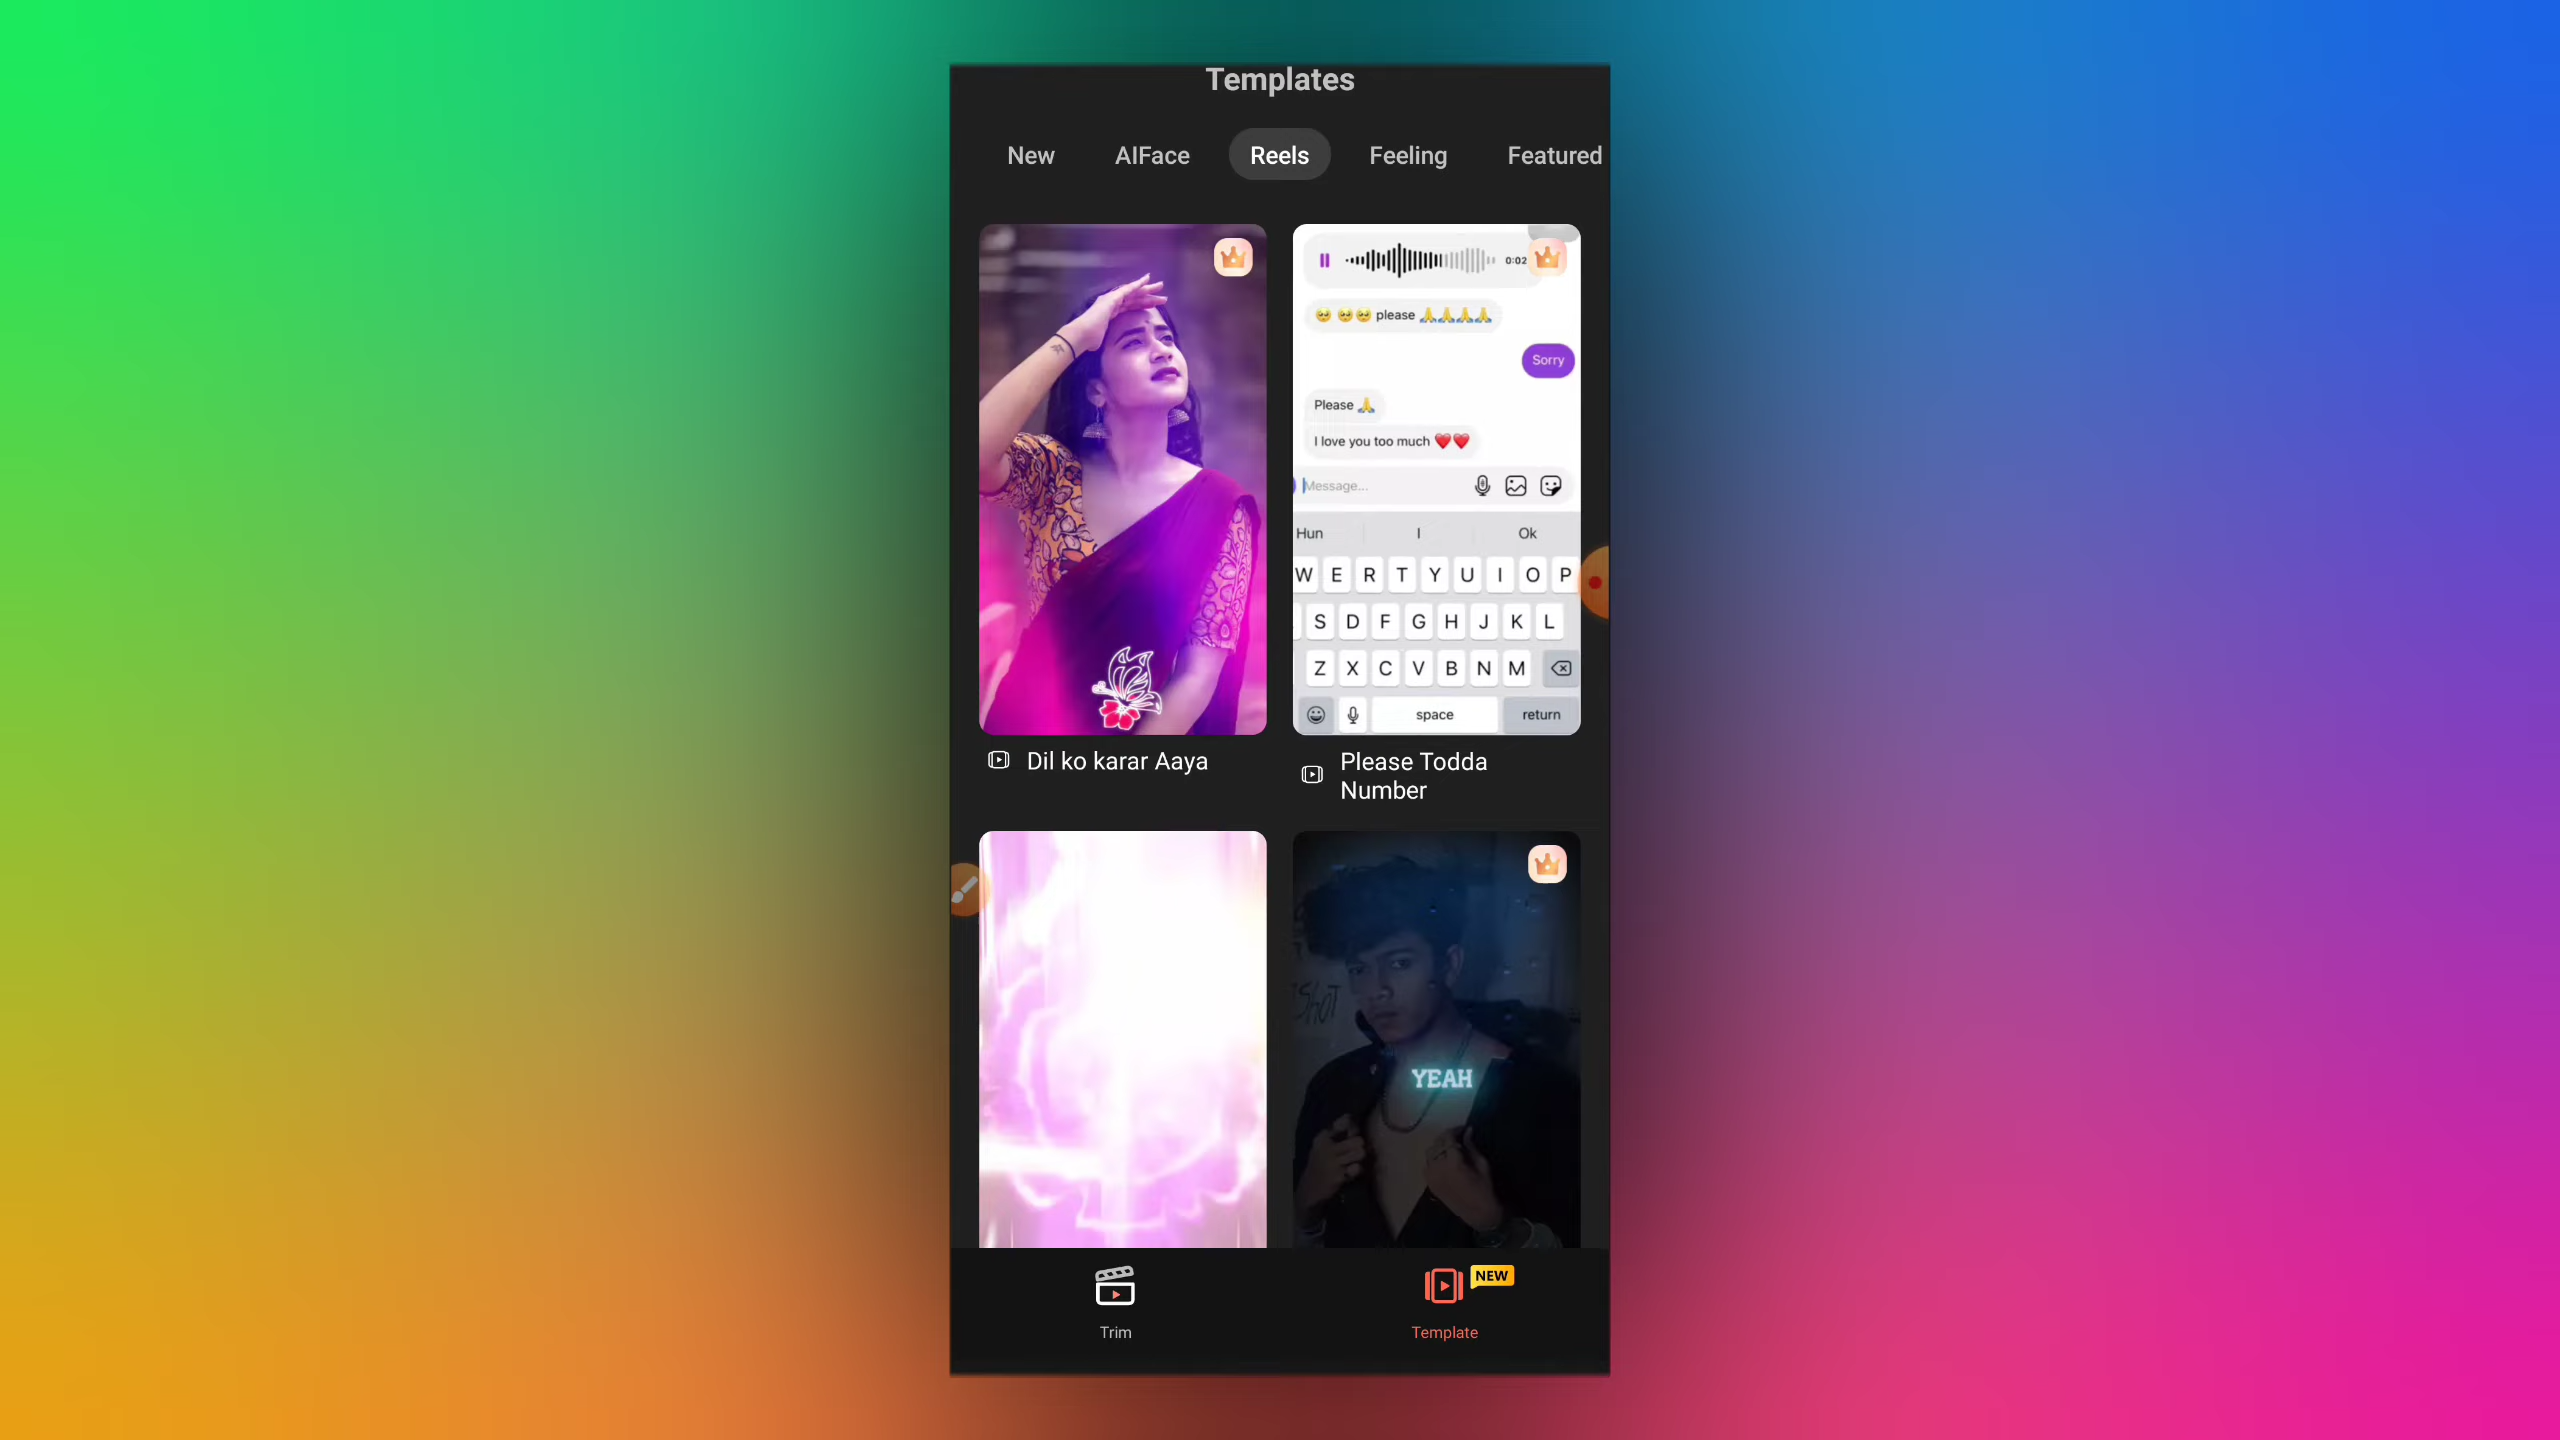 Templates
New AIFace Reels Feeling Featured
0:02
🥺 🥺🥺 please 🙏🙏🙏🙏
Sorry
Please 🙏
I love you too much ❤️❤️
Message...
Hun I Ok
W E R T Y U I O P
S D F G H J K L
Z X C V B N M
space return
Dil ko karar Aaya
Please Todda
Number
SHOT
YEAH
NEW
Trim Template